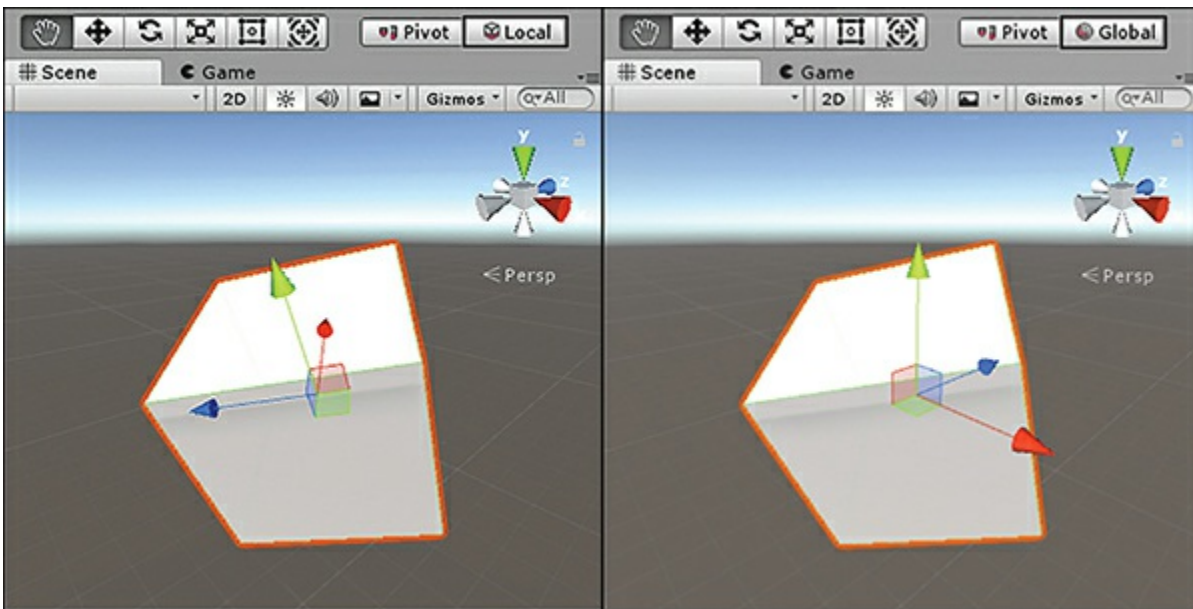 Pivot Local
Scene Game
2D Gizmos All
y
z
Persp
Pivot Global
Scene Game
2D Gizmos All
y
z
Persp